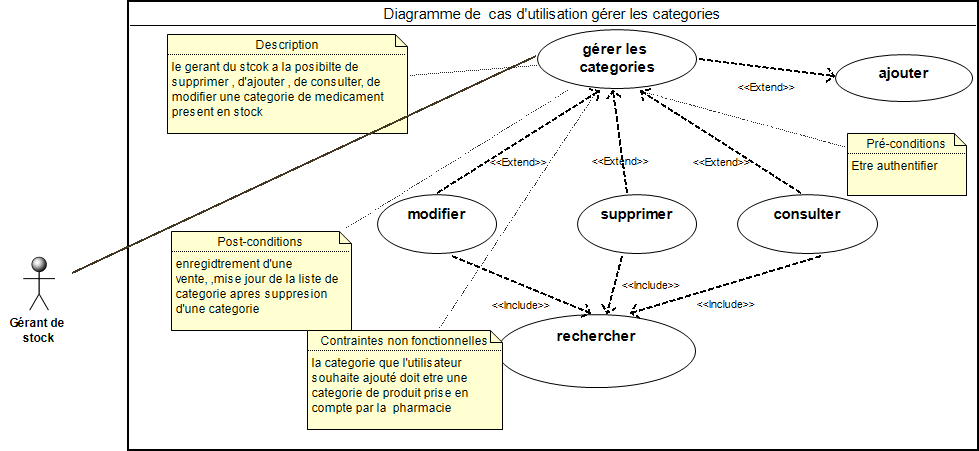 Diagramme de cas d'utilisation gérer les categories
Description
le gerant du stcok a la posibilte de
supprimer , d'ajouter , de consulter, de
modifier une categorie de medicament
present en stock
gérer les
categories
ajouter
<<Extend>>
Pré-conditions
Etre authentifier
<<Extend>>
<<Extend>>
<<Extend>>
modifier
supprimer
consulter
Post-conditions
enregidtrement d'une
vente, ,mise jour de la liste de
categorie apres suppresion
d'une categorie
Gérant de
stock
<<Include>>
<<Include>>
<<Include>>
rechercher
Contraintes non fonctionnelles
la categorie que l'utilisateur
souhaite ajouté doit etre une
categorie de produit prise en
compte par la pharmacie